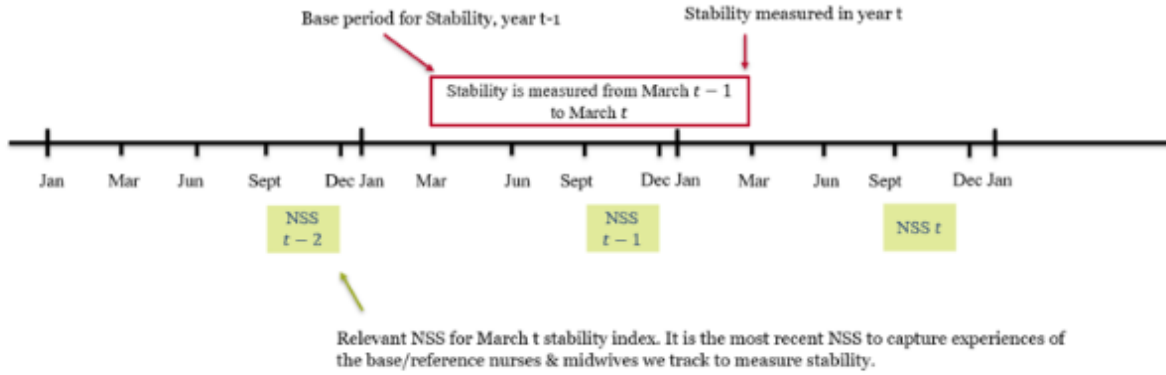 Base period for Stability, year t-1
Stability measured in year t
Stability is measured from March t − 1
to March t
Jan Mar Jun Sept Dec Jan Mar Jun Sept Dec Jan Mar Jun Sept Dec Jan
NSS
t − 2
NSS
t − 1
NSS t
Relevant NSS for March t stability index. It is the most recent NSS to capture experiences of
the base/reference nurses & midwives we track to measure stability.